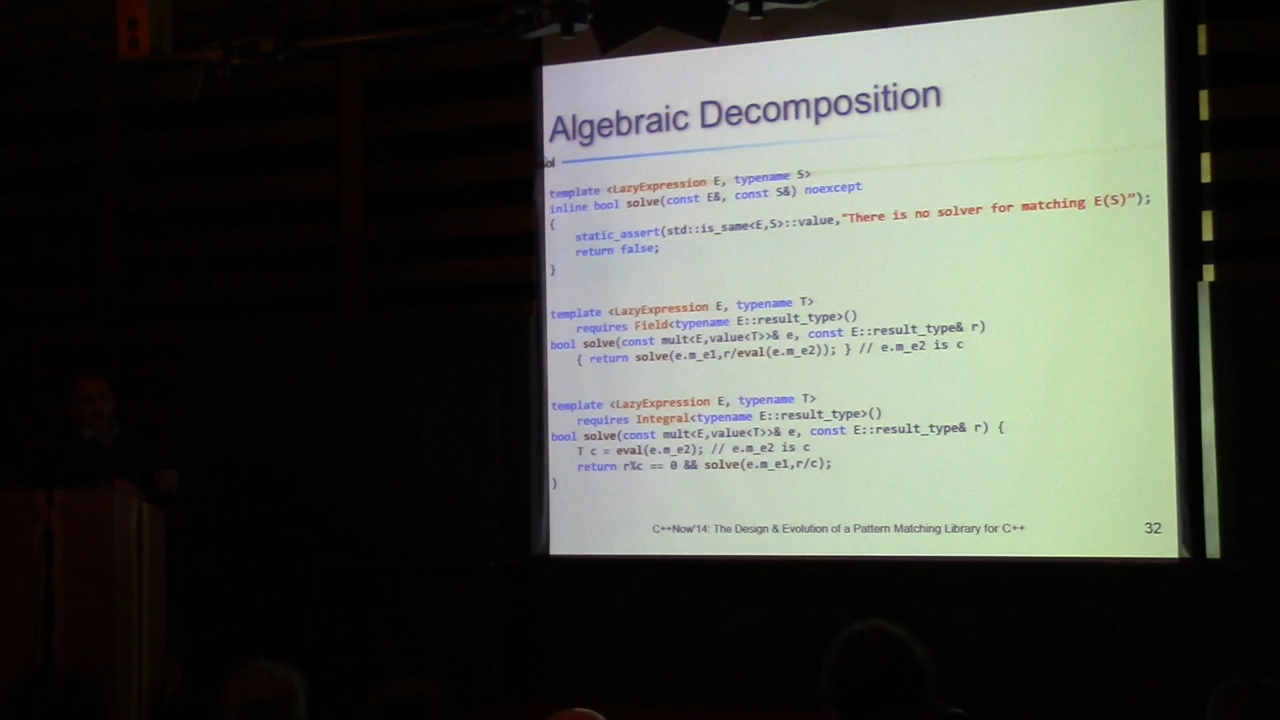 Algebraic Decomposition
template <LazyExpression E, typename S>
inline bool solve(const E&, const S&) noexcept
{
static_assert(std::is_same<E,S>::value,"There is no solver for matching E(S)”);
return false;
}
template <LazyExpression E, typename T>
requires Field<typename E::result_type>()
bool solve(const mult<E,value<T>>& e, const E::result_type& r)
{ return solve(e.m_e1,r/eval(e.m_e2)); } // e.m_e2 is c
template <LazyExpression E, typename T>
requires Integral<typename E::result_type>()
bool solve(const mult<E,value<T>>& e, const E::result_type& r) {
T c = eval(e.m_e2); // e.m_e2 is c
return r%c == 0 && solve(e.m_e1,r/c);
}
C++Now'14: The Design & Evolution of a Pattern Matching Library for C++
32